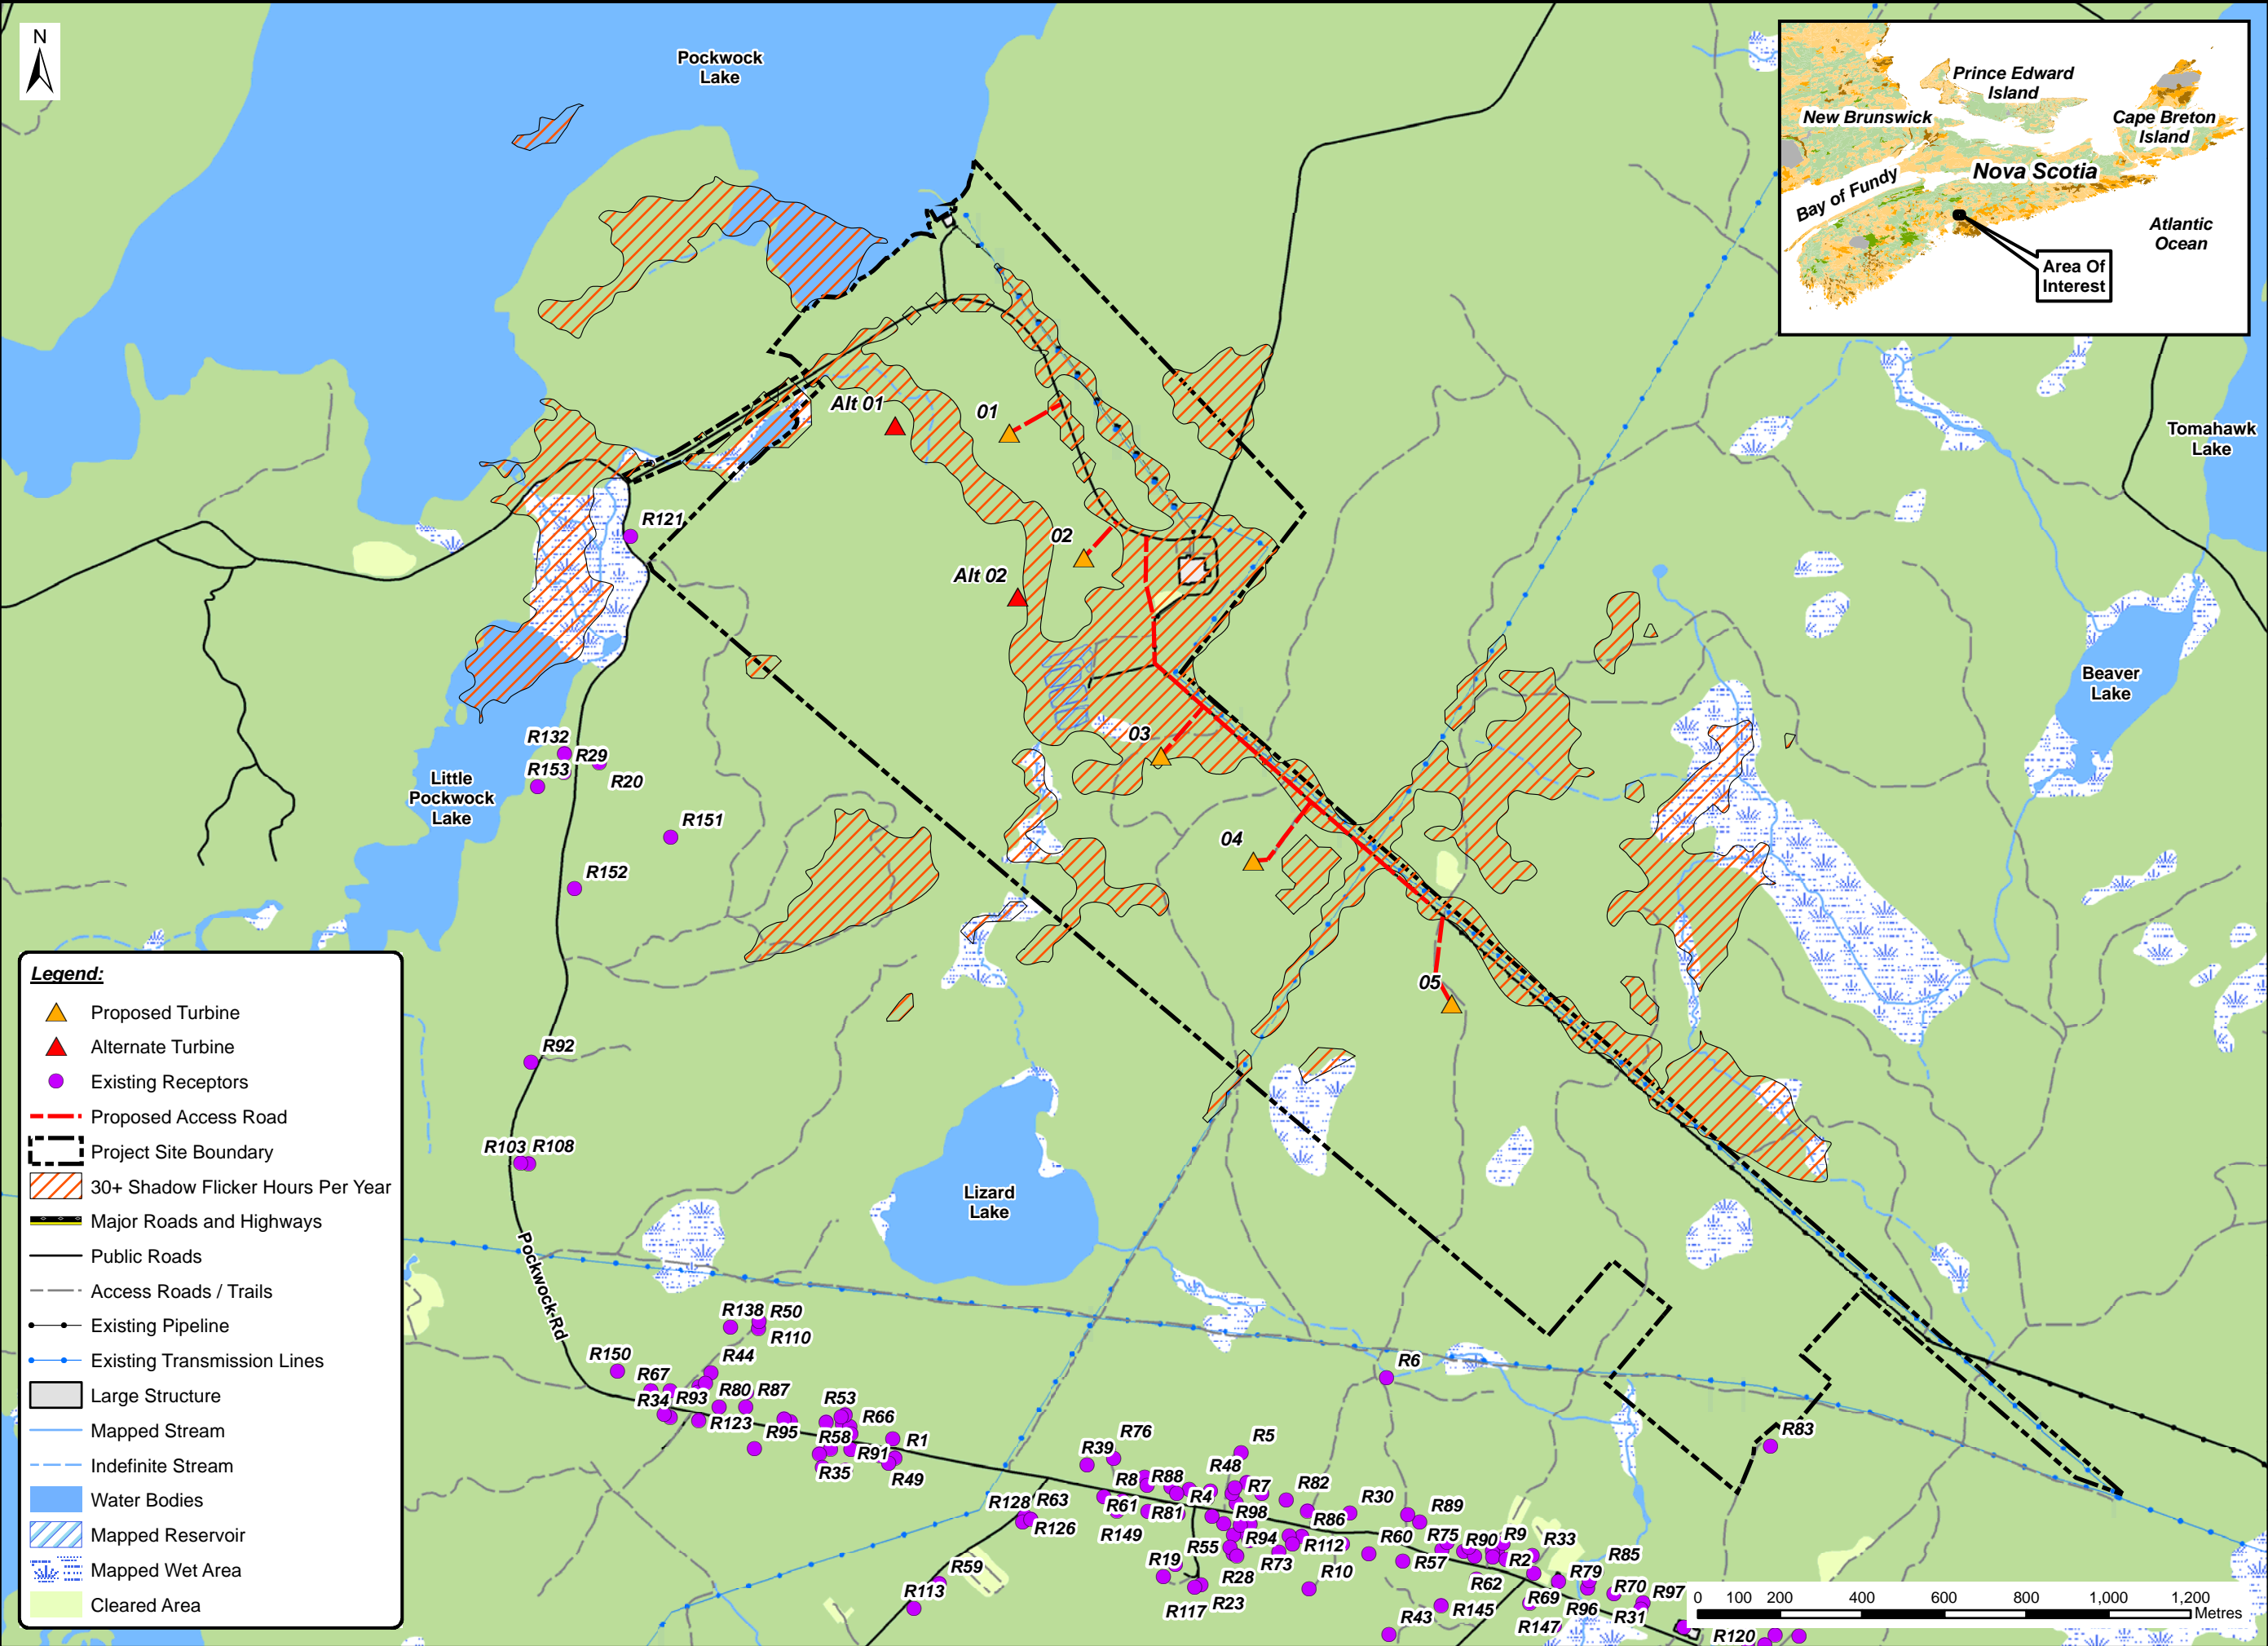 N
Pockwock
Lake
Prince Edward
Island
New Brunswick
Cape Breton
Island
Nova Scotia
Bay of Fundy
Atlantic
Ocean
Area Of
Interest
Tomahawk
Lake
Alt 01
01
R121
02
Alt 02
Beaver
Lake
03
R132
R29
R153
R20
Little
Pockwock
Lake
R151
04
R152
05
R92
R103
R108
Lizard
Lake
Pockwock Rd
Legend:
Proposed Turbine
Alternate Turbine
Existing Receptors
Proposed Access Road
Project Site Boundary
30+ Shadow Flicker Hours Per Year
Major Roads and Highways
Public Roads
Access Roads / Trails
Existing Pipeline
Existing Transmission Lines
Large Structure
Mapped Stream
Indefinite Stream
Water Bodies
Mapped Reservoir
Mapped Wet Area
Cleared Area
R138
R50
R110
R150
R44
R67
R34
R93
R80
R87
R123
R53
R66
R95
R58
R91
R1
R35
R49
R6
R83
R76
R39
R5
R8
R88
R48
R7
R82
R30
R89
R128
R63
R126
R61
R4
R81
R98
R86
R149
R94
R60
R75
R90
R9
R33
R55
R112
R57
R2
R19
R73
R10
R85
R59
R28
R62
R79
R70
R97
R113
R117
R23
R43
R145
R69
R96
R31
R147
R120
0 100 200 400 600 800 1,000 1,200
Metres